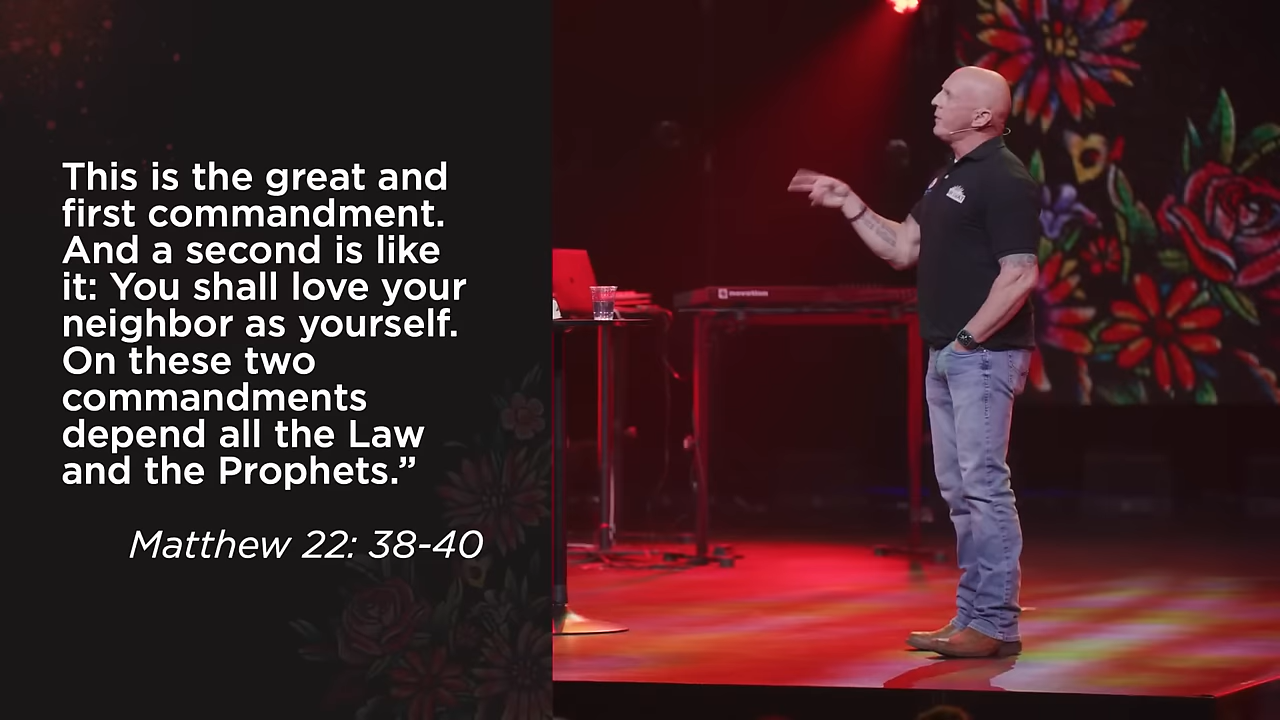 This is the great and
first commandment.
And a second is like
it: You shall love your
neighbor as yourself.
On these two
commandments
depend all the Law
and the Prophets.”
Matthew 22: 38-40
novation